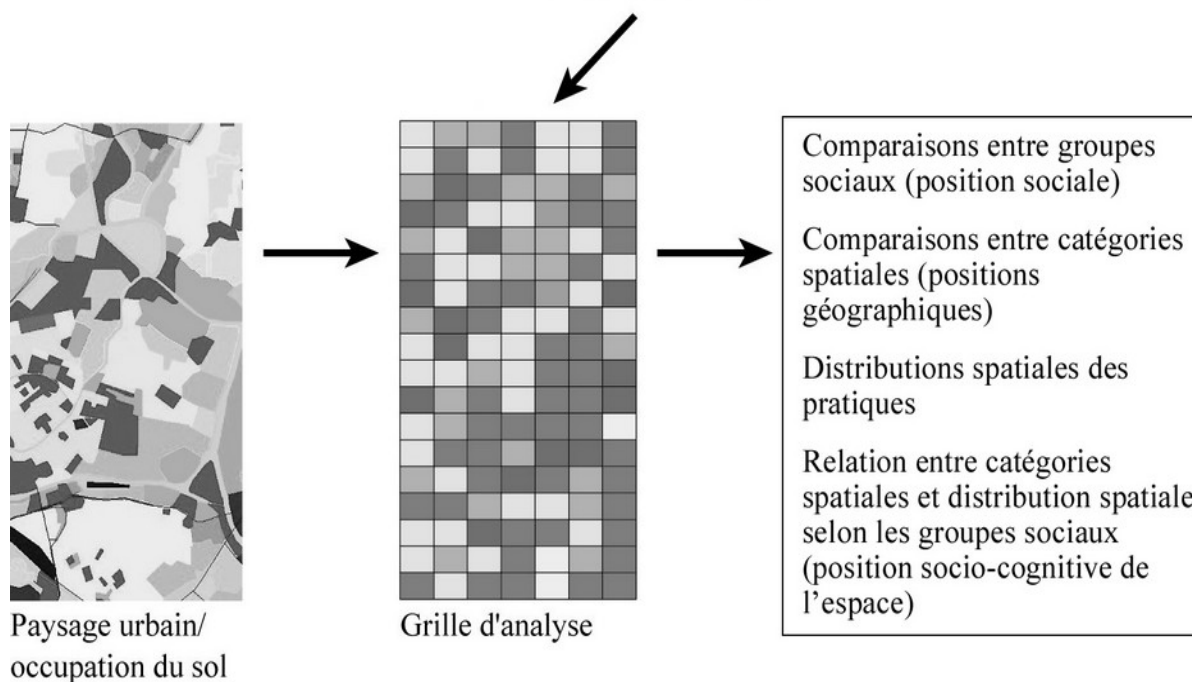 Paysage urbain/
occupation du sol
Grille d'analyse
Comparaisons entre groupes
sociaux (position sociale)
Comparaisons entre catégories
spatiales (positions
géographiques)
Distributions spatiales des
pratiques
Relation entre catégories
spatiales et distribution spatiale
selon les groupes sociaux
(position socio-cognitive de
l’espace)